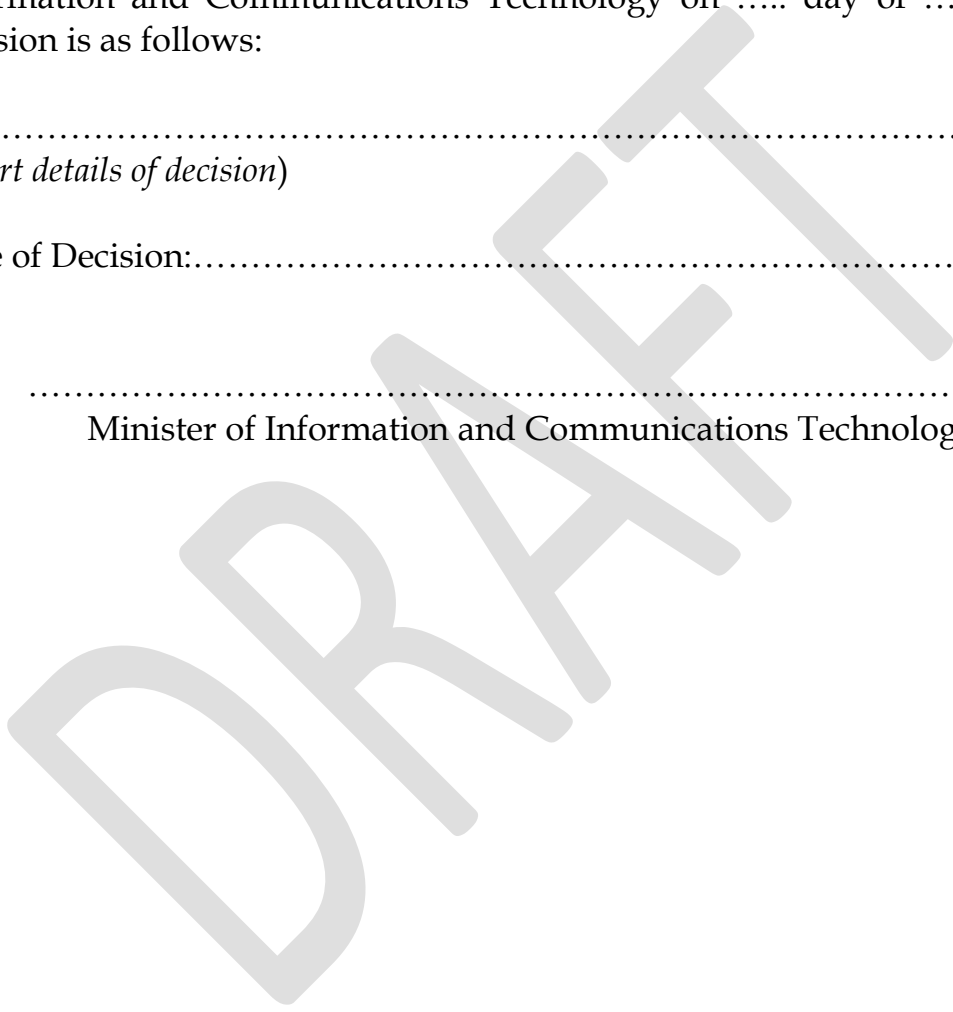 rmation and Communications Technology on ….. day of …
sion is as follows:
………………………………………………………………………………………
rt details of decision)
e of Decision:………………………………………………………………………
………………………………………………………………………………
Minister of Information and Communications Technolog
DRAFT